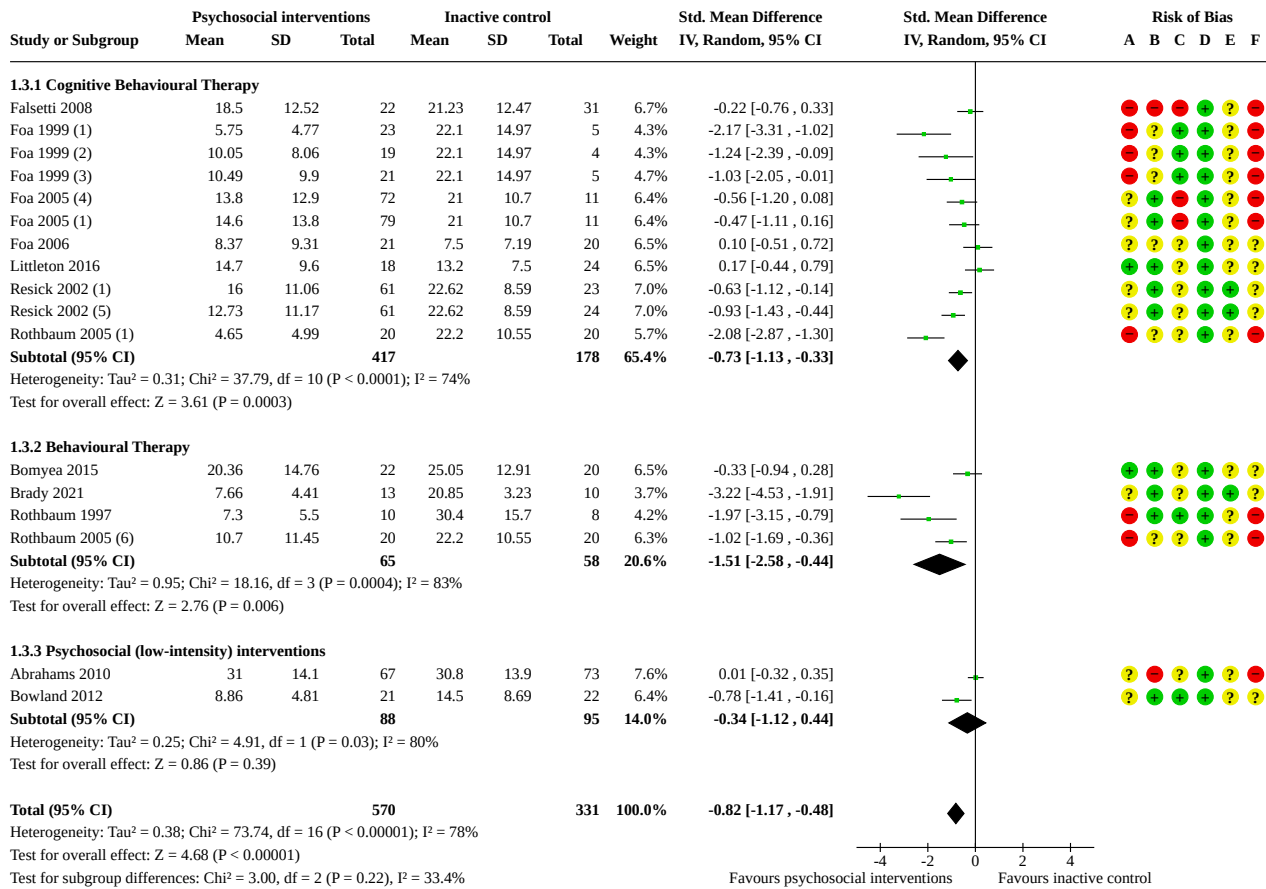 Psychosocial interventions Inactive control Std. Mean Difference Std. Mean Difference Risk of Bias
Study or Subgroup Mean SD Total Mean SD Total Weight IV, Random, 95% CI IV, Random, 95% CI A B C D E F
1.3.1 Cognitive Behavioural Therapy
Falsetti 2008 18.5 12.52 22 21.23 12.47 31 6.7% -0.22 [-0.76 , 0.33] − − − + ? −
Foa 1999 (1) 5.75 4.77 23 22.1 14.97 5 4.3% -2.17 [-3.31 , -1.02] − ? + + ? −
Foa 1999 (2) 10.05 8.06 19 22.1 14.97 4 4.3% -1.24 [-2.39 , -0.09] − ? + + ? −
Foa 1999 (3) 10.49 9.9 21 22.1 14.97 5 4.7% -1.03 [-2.05 , -0.01] − ? + + ? −
Foa 2005 (4) 13.8 12.9 72 21 10.7 11 6.4% -0.56 [-1.20 , 0.08] ? + − + ? −
Foa 2005 (1) 14.6 13.8 79 21 10.7 11 6.4% -0.47 [-1.11 , 0.16] ? + − + ? −
Foa 2006 8.37 9.31 21 7.5 7.19 20 6.5% 0.10 [-0.51 , 0.72] ? ? ? + ? ?
Littleton 2016 14.7 9.6 18 13.2 7.5 24 6.5% 0.17 [-0.44 , 0.79] + + ? + ? ?
Resick 2002 (1) 16 11.06 61 22.62 8.59 23 7.0% -0.63 [-1.12 , -0.14] ? + ? + + ?
Resick 2002 (5) 12.73 11.17 61 22.62 8.59 24 7.0% -0.93 [-1.43 , -0.44] ? + ? + + ?
Rothbaum 2005 (1) 4.65 4.99 20 22.2 10.55 20 5.7% -2.08 [-2.87 , -1.30] − ? ? + ? −
Subtotal (95% CI) 417 178 65.4% -0.73 [-1.13 , -0.33]
Heterogeneity: Tau² = 0.31; Chi² = 37.79, df = 10 (P < 0.0001); I² = 74%
Test for overall effect: Z = 3.61 (P = 0.0003)
1.3.2 Behavioural Therapy
Bomyea 2015 20.36 14.76 22 25.05 12.91 20 6.5% -0.33 [-0.94 , 0.28] + + ? + ? ?
Brady 2021 7.66 4.41 13 20.85 3.23 10 3.7% -3.22 [-4.53 , -1.91] ? + ? + + ?
Rothbaum 1997 7.3 5.5 10 30.4 15.7 8 4.2% -1.97 [-3.15 , -0.79] − + + + ? −
Rothbaum 2005 (6) 10.7 11.45 20 22.2 10.55 20 6.3% -1.02 [-1.69 , -0.36] − ? ? + ? −
Subtotal (95% CI) 65 58 20.6% -1.51 [-2.58 , -0.44]
Heterogeneity: Tau² = 0.95; Chi² = 18.16, df = 3 (P = 0.0004); I² = 83%
Test for overall effect: Z = 2.76 (P = 0.006)
1.3.3 Psychosocial (low-intensity) interventions
Abrahams 2010 31 14.1 67 30.8 13.9 73 7.6% 0.01 [-0.32 , 0.35] ? − ? + ? −
Bowland 2012 8.86 4.81 21 14.5 8.69 22 6.4% -0.78 [-1.41 , -0.16] ? + + + ? ?
Subtotal (95% CI) 88 95 14.0% -0.34 [-1.12 , 0.44]
Heterogeneity: Tau² = 0.25; Chi² = 4.91, df = 1 (P = 0.03); I² = 80%
Test for overall effect: Z = 0.86 (P = 0.39)
Total (95% CI) 570 331 100.0% -0.82 [-1.17 , -0.48]
Heterogeneity: Tau² = 0.38; Chi² = 73.74, df = 16 (P < 0.00001); I² = 78%
Test for overall effect: Z = 4.68 (P < 0.00001)
-4 -2 0 2 4
Test for subgroup differences: Chi² = 3.00, df = 2 (P = 0.22), I² = 33.4%
Favours psychosocial interventions Favours inactive control